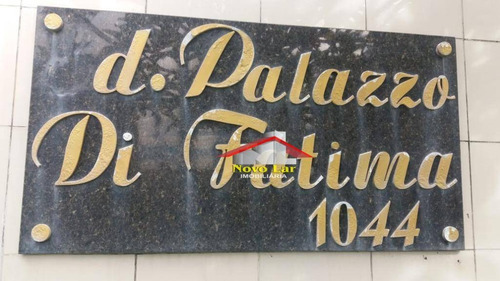 d. Palazzo
Di Fatima
Novo Lar
IMOBILIÁRIA
1044